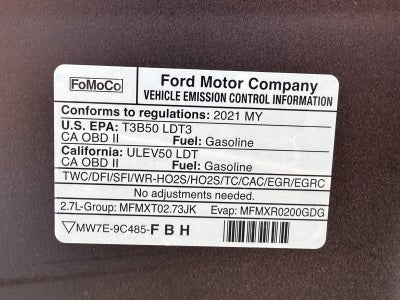 FoMoCo
Ford Motor Company
VEHICLE EMISSION CONTROL INFORMATION
Conforms to regulations: 2021 MY
U.S. EPA: T3B50 LDT3
CA OBD II Fuel: Gasoline
California: ULEV50 LDT
CA OBD II Fuel: Gasoline
TWC/DFI/SFI/WR-HO2S/HO2S/TC/CAC/EGR/EGRC
No adjustments needed.
2.7L-Group: MFMXT02.73JK Evap: MFMXR0200GDG
MW7E-9C485-FBH